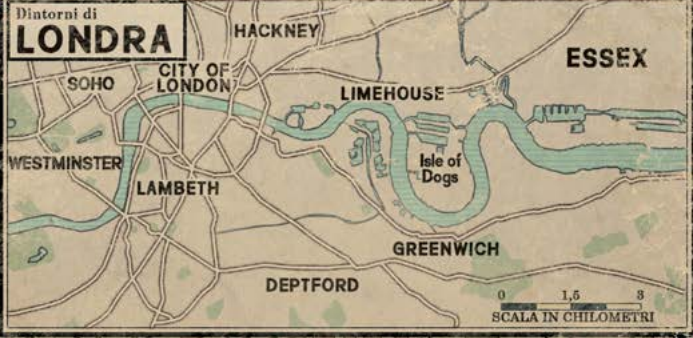 Dintorni di
LONDRA
HACKNEY
ESSEX
SOHO
CITY OF
LONDON
LIMEHOUSE
WESTMINSTER
Isle of
Dogs
LAMBETH
GREENWICH
DEPTFORD
0 1,5 3
SCALA IN CHILOMETRI